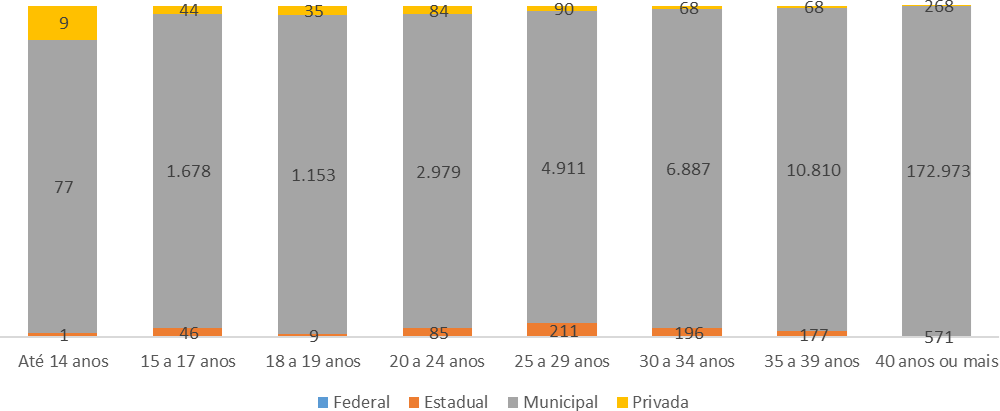 9 44 35 84 90 68 68 268
77 1.678 1.153 2.979 4.911 6.887 10.810 172.973
1 46 9 85 211 196 177 571
Até 14 anos 15 a 17 anos 18 a 19 anos 20 a 24 anos 25 a 29 anos 30 a 34 anos 35 a 39 anos 40 anos ou mais
Federal Estadual Municipal Privada